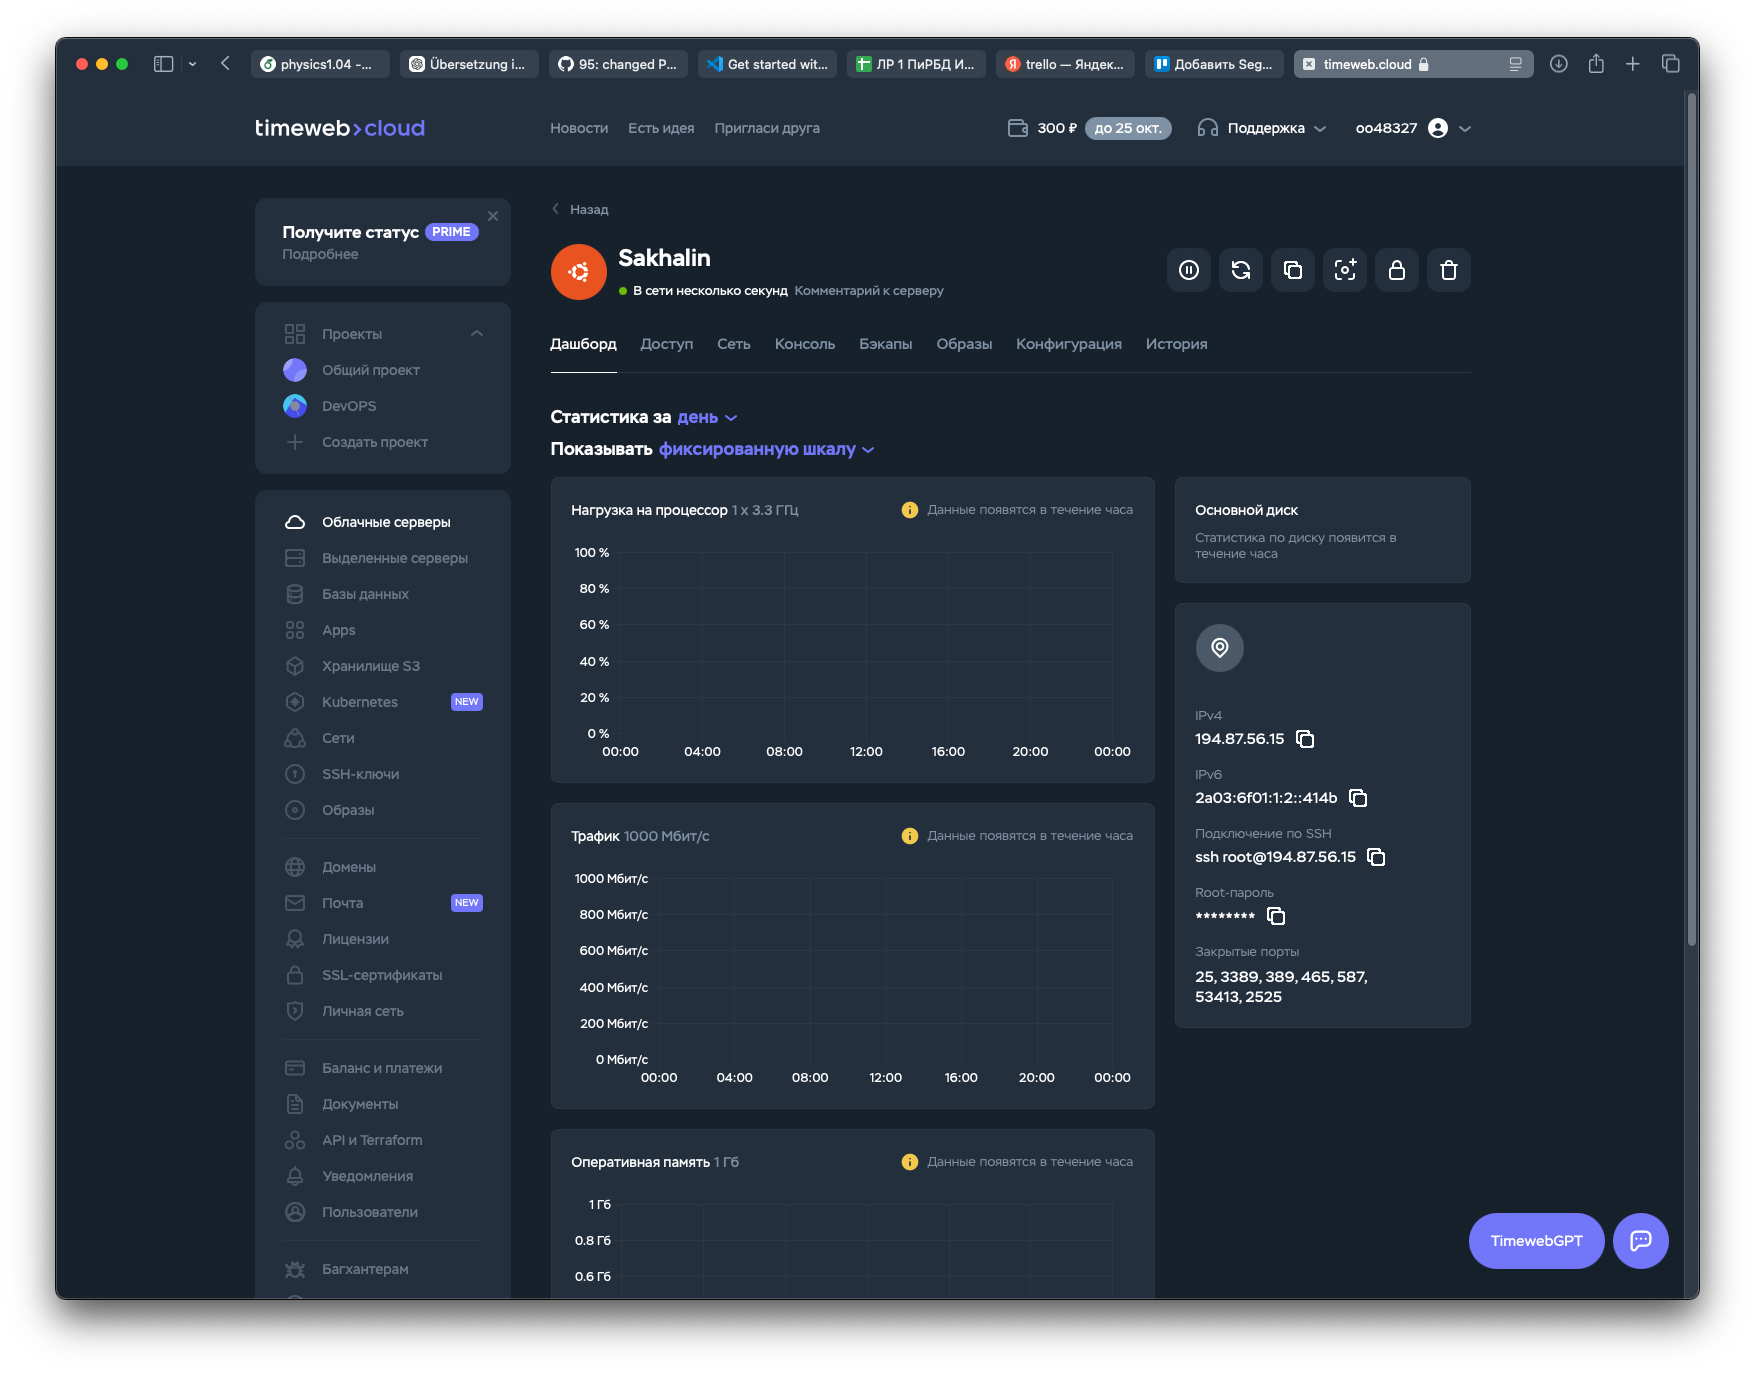 physics1.04 -...
Übersetzung i...
95: changed P...
Get started wit...
ЛР 1 ПиРБД И...
trello — Яндек...
Добавить Seg...
timeweb.cloud
timeweb>cloud
Новости
Есть идея
Пригласи друга
300 ₽
до 25 окт.
Поддержка
oo48327
Получите статус PRIME
Подробнее
Проекты
Общий проект
DevOPS
Создать проект
Облачные серверы
Выделенные серверы
Базы данных
Apps
Хранилище S3
Kubernetes NEW
Сети
SSH-ключи
Образы
Домены
Почта NEW
Лицензии
SSL-сертификаты
Личная сеть
Баланс и платежи
Документы
API и Terraform
Уведомления
Пользователи
Багхантерам
Назад
Sakhalin
В сети несколько секунд Комментарий к серверу
Дашборд
Доступ
Сеть
Консоль
Бэкапы
Образы
Конфигурация
История
Статистика за день
Показывать фиксированную шкалу
Нагрузка на процессор 1 x 3.3 ГГц
Данные появятся в течение часа
100 %
80 %
60 %
40 %
20 %
0 %
00:00 04:00 08:00 12:00 16:00 20:00 00:00
Трафик 1000 Мбит/с
Данные появятся в течение часа
1000 Мбит/с
800 Мбит/с
600 Мбит/с
400 Мбит/с
200 Мбит/с
0 Мбит/с
00:00 04:00 08:00 12:00 16:00 20:00 00:00
Оперативная память 1 Гб
Данные появятся в течение часа
1 Гб
0.8 Гб
0.6 Гб
Основной диск
Статистика по диску появится в
течение часа
IPv4
194.87.56.15
IPv6
2a03:6f01:1:2::414b
Подключение по SSH
ssh root@194.87.56.15
Root-пароль
********
Закрытые порты
25, 3389, 389, 465, 587,
53413, 2525
TimewebGPT